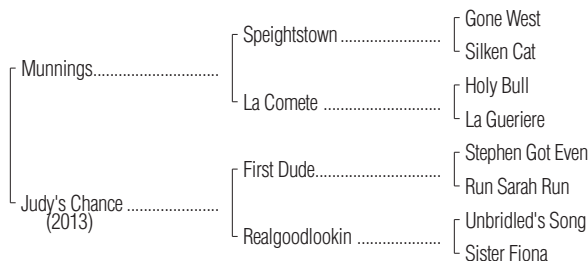 Gone West
Speightstown
Silken Cat
Munnings
Holy Bull
La Comete
La Gueriere
Stephen Got Even
First Dude
Run Sarah Run
Judy's Chance
(2013)
Unbridled's Song
Realgoodlookin
Sister Fiona